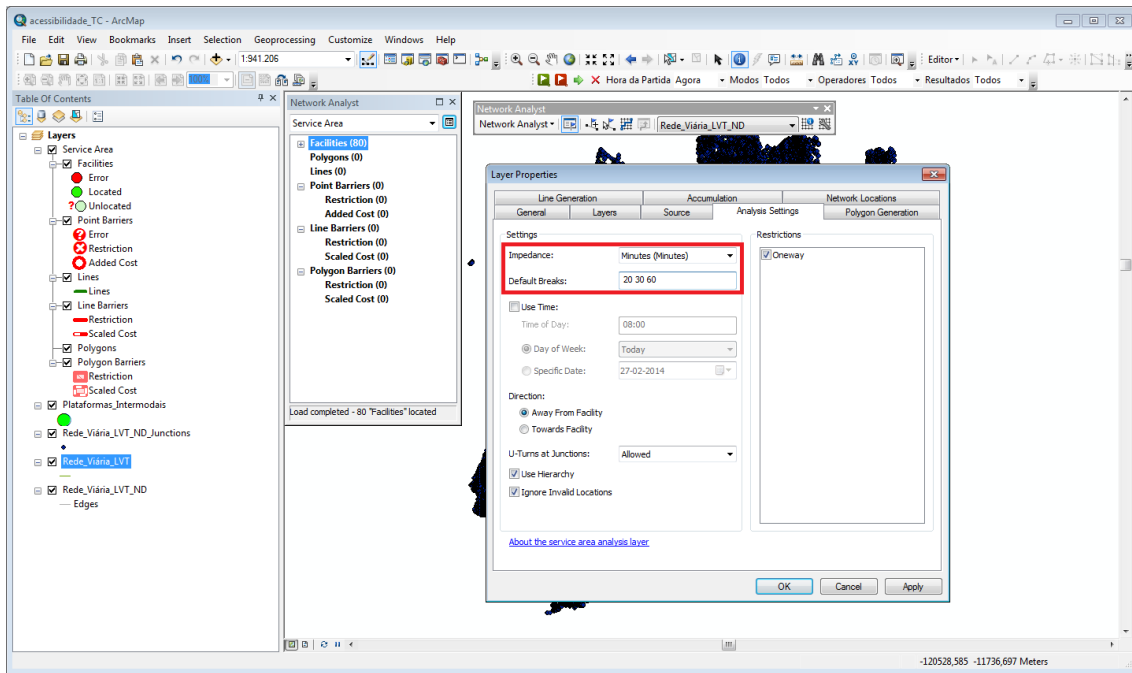 acessibilidade_TC - ArcMap
File Edit View Bookmarks Insert Selection Geoprocessing Customize Windows Help
1:941.206
Editor
Hora da Partida Agora Modos Todos Operadores Todos Resultados Todos
Table Of Contents
Layers
Service Area
Facilities
Error
Located
Unlocated
Point Barriers
Error
Restriction
Added Cost
Lines
Lines
Line Barriers
Restriction
Scaled Cost
Polygons
Polygon Barriers
Restriction
Scaled Cost
Plataformas_Intermodais
Rede_Viária_LVT_ND_Junctions
Rede_Viária_LVT
Rede_Viária_LVT_ND
Edges
Network Analyst
Service Area
Facilities (80)
Polygons (0)
Lines (0)
Point Barriers (0)
Restriction (0)
Added Cost (0)
Line Barriers (0)
Restriction (0)
Scaled Cost (0)
Polygon Barriers (0)
Restriction (0)
Scaled Cost (0)
Load completed - 80 "Facilities" located
Network Analyst
Network Analyst Rede_Viária_LVT_ND
Layer Properties
Line Generation Accumulation Network Locations
General Layers Source Analysis Settings Polygon Generation
Settings
Impedance: Minutes (Minutes)
Default Breaks: 20 30 60
Use Time:
Time of Day: 08:00
Day of Week: Today
Specific Date: 27-02-2014
Direction:
Away From Facility
Towards Facility
U-Turns at Junctions: Allowed
Use Hierarchy
Ignore Invalid Locations
Restrictions
Oneway
About the service area analysis layer
OK Cancel Apply
-120528,585 -11736,697 Meters